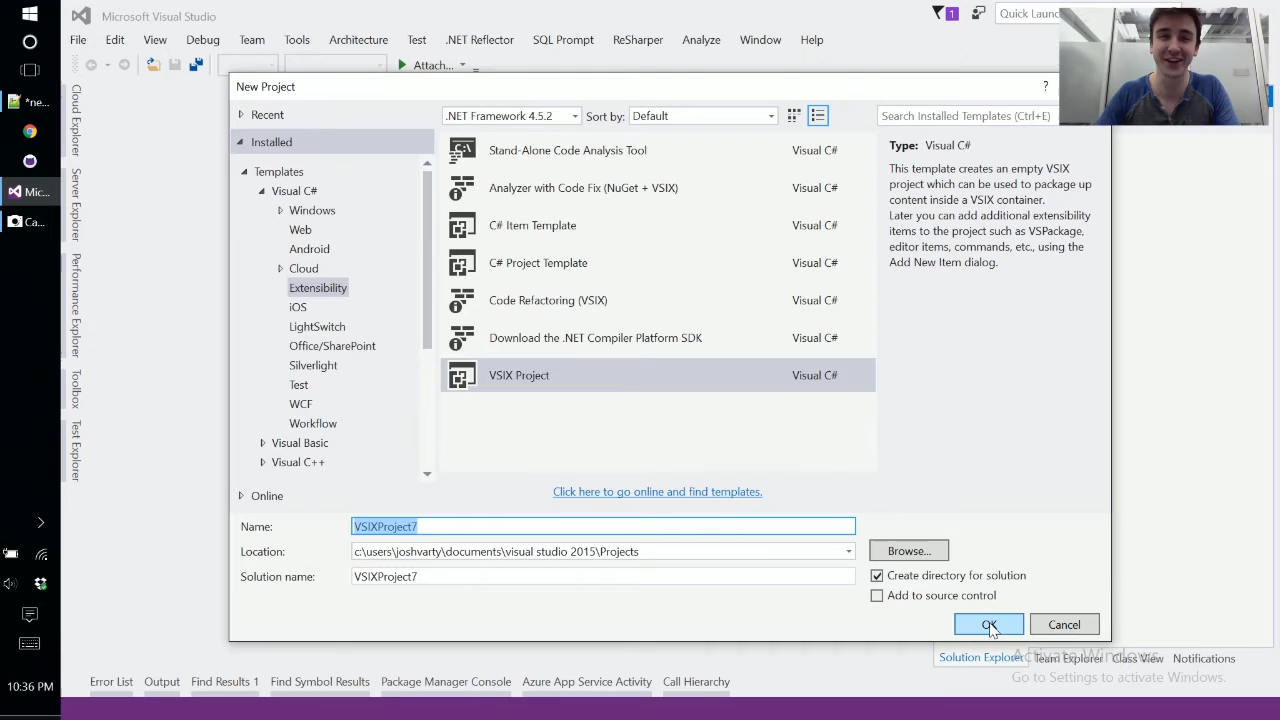 Microsoft Visual Studio
1
Quick Launc
File Edit View Debug Team Tools Architecture Test .NET Reflector SQL Prompt ReSharper Analyze Window Help
Attach...
*ne...
Mic...
Ca...
10:36 PM
Cloud Explorer
Server Explorer
Performance Explorer
Toolbox
Test Explorer
New Project
?
Recent
.NET Framework 4.5.2
Sort by:
Default
Search Installed Templates (Ctrl+E)
Installed
Templates
Visual C#
Windows
Web
Android
Cloud
Extensibility
iOS
LightSwitch
Office/SharePoint
Silverlight
Test
WCF
Workflow
Visual Basic
Visual C++
Online
Stand-Alone Code Analysis Tool Visual C#
Analyzer with Code Fix (NuGet + VSIX) Visual C#
C# Item Template Visual C#
C# Project Template Visual C#
Code Refactoring (VSIX) Visual C#
Download the .NET Compiler Platform SDK Visual C#
VSIX Project Visual C#
Click here to go online and find templates.
Type: Visual C#
This template creates an empty VSIX
project which can be used to package up
content inside a VSIX container.
Later you can add additional extensibility
items to the project such as VSPackage,
editor items, commands, etc., using the
Add New Item dialog.
Name: VSIXProject7
Location: c:\users\joshvarty\documents\visual studio 2015\Projects
Browse...
Solution name: VSIXProject7
Create directory for solution
Add to source control
OK
Cancel
Solution Explorer Team Explorer Class View Notifications
Activate Windows
Go to Settings to activate Windows.
Error List Output Find Results 1 Find Symbol Results Package Manager Console Azure App Service Activity Call Hierarchy